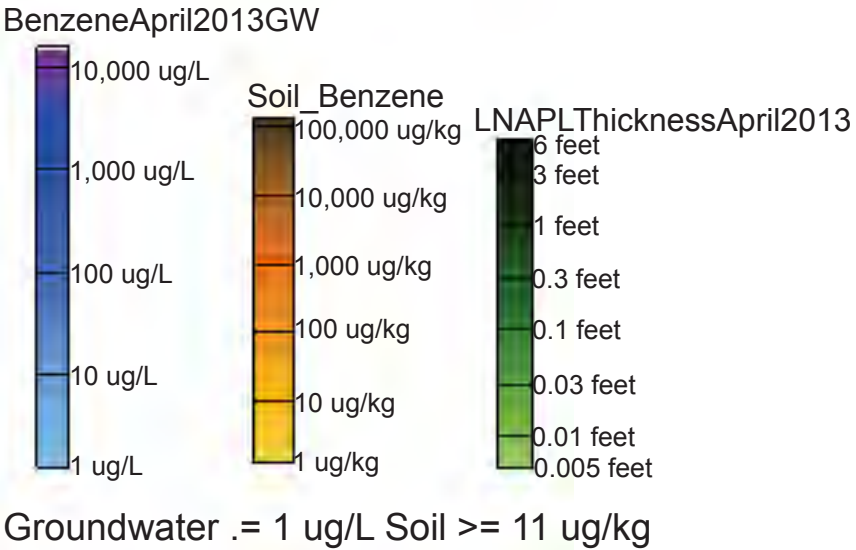 BenzeneApril2013GW
10,000 ug/L
1,000 ug/L
100 ug/L
10 ug/L
1 ug/L
Soil_Benzene
100,000 ug/kg
10,000 ug/kg
1,000 ug/kg
100 ug/kg
10 ug/kg
1 ug/kg
LNAPLThicknessApril2013
6 feet
3 feet
1 feet
0.3 feet
0.1 feet
0.03 feet
0.01 feet
0.005 feet
Groundwater .= 1 ug/L Soil >= 11 ug/kg